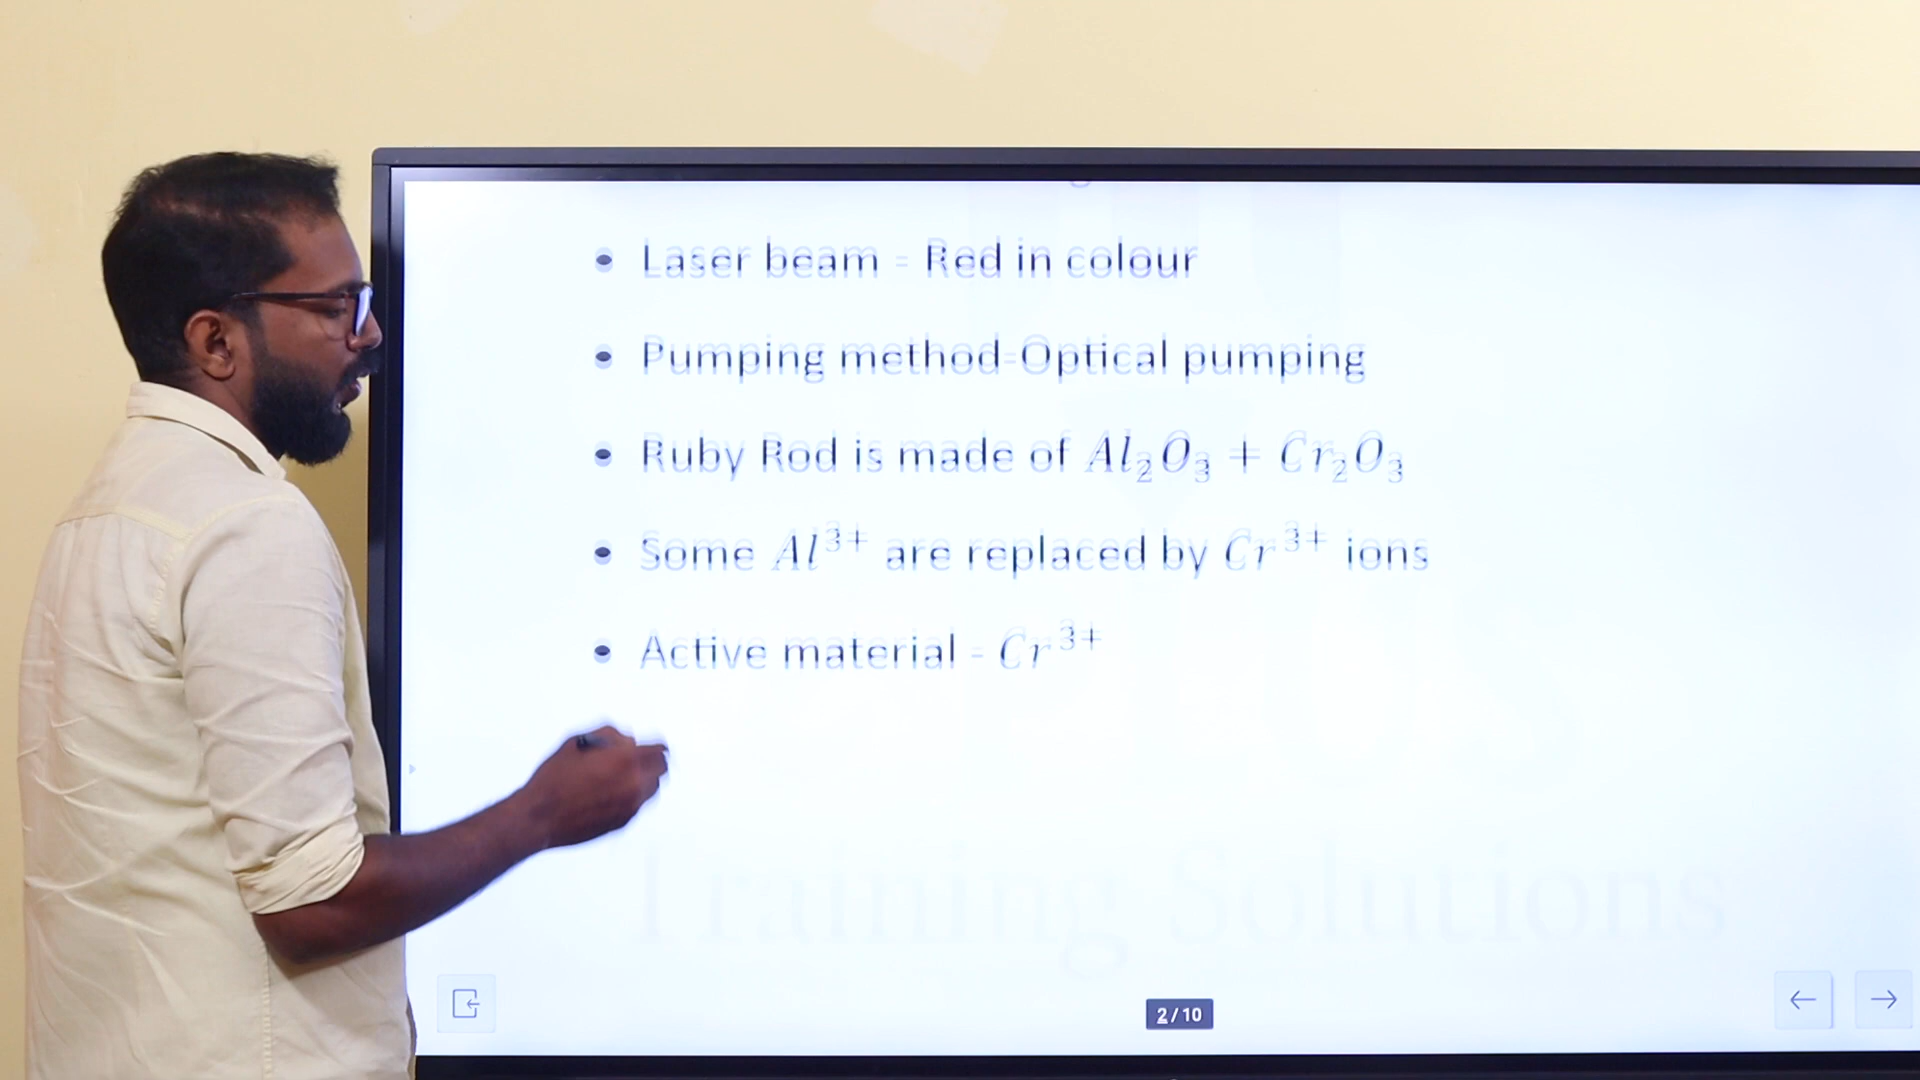 • Laser beam - Red in colour
• Pumping method-Optical pumping
• Ruby Rod is made of Al₂O₃ + Cr₂O₃
• Some Al³⁺ are replaced by Cr³⁺ ions
• Active material - Cr³⁺
Training Solutions
2/10